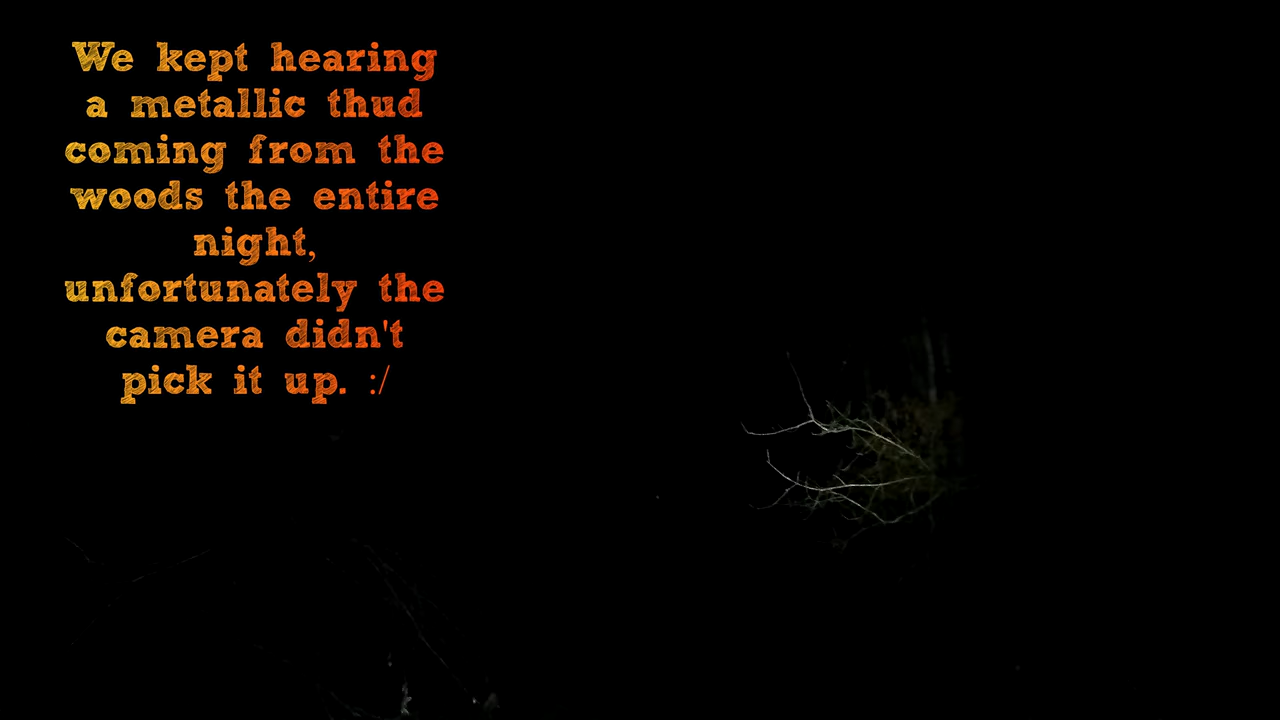 We kept hearing
a metallic thud
coming from the
woods the entire
night,
unfortunately the
camera didn't
pick it up. :/